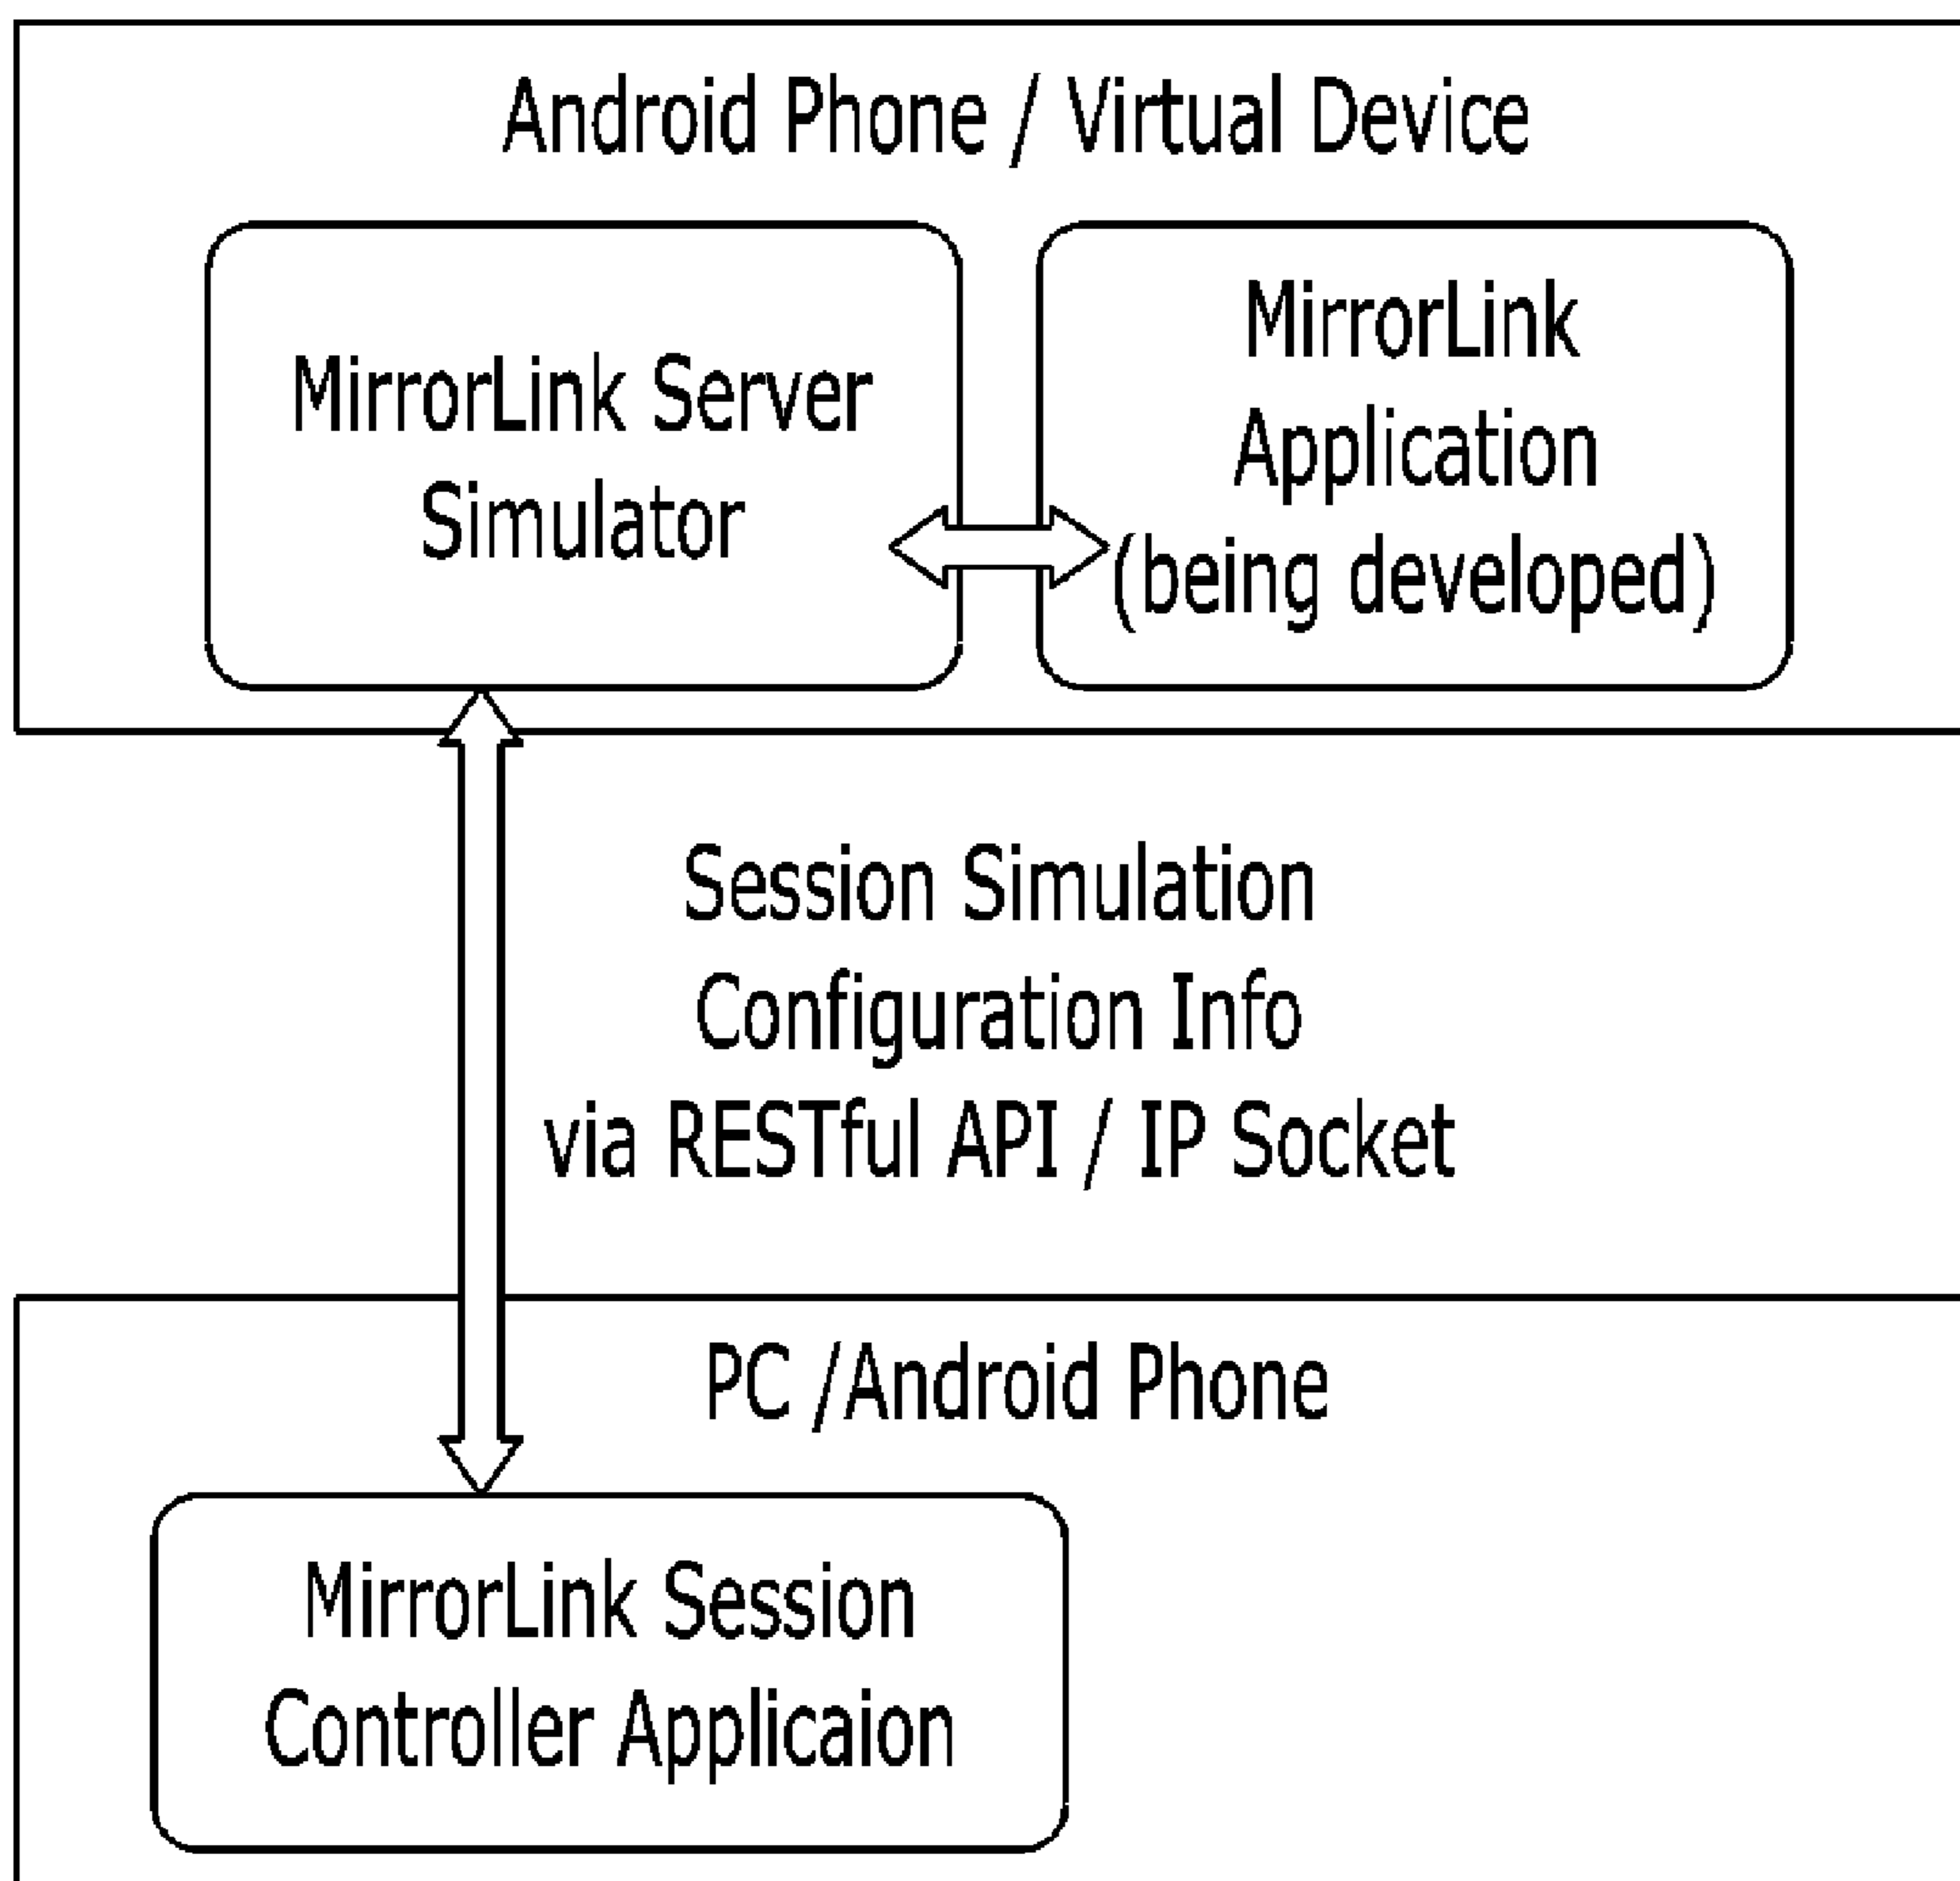 Android Phone / Virtual Device
MirrorLink Server
Simulator
MirrorLink
Application
(being developed)
Session Simulation
Configuration Info
via RESTful API / IP Socket
PC /Android Phone
MirrorLink Session
Controller Applicaion